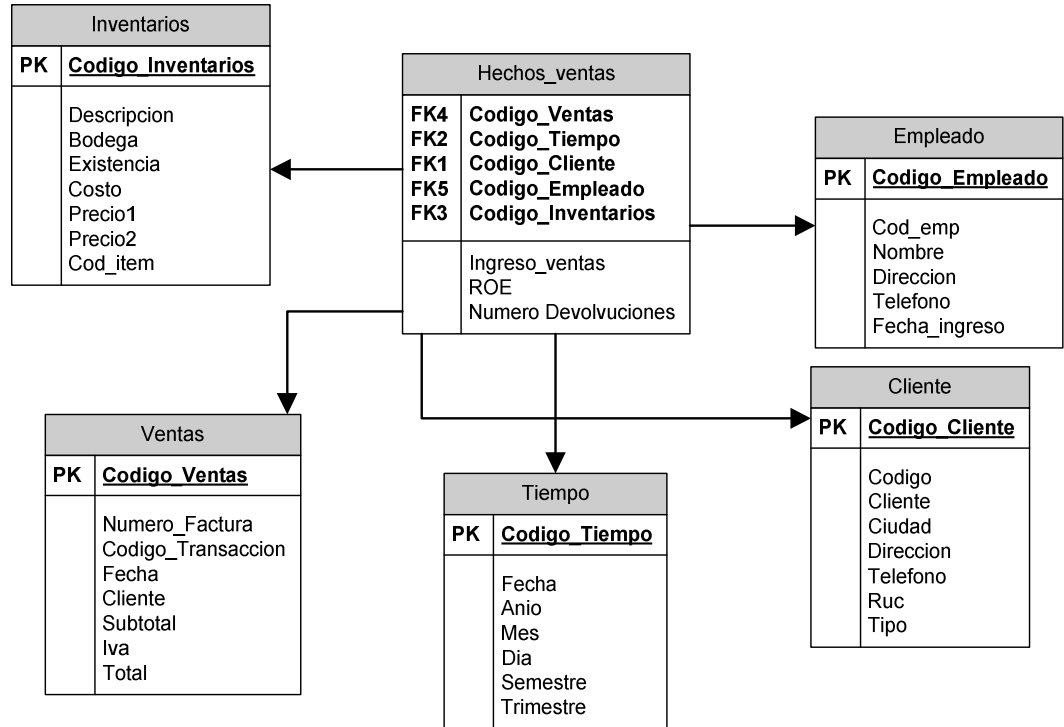 Inventarios
PK Codigo_Inventarios
Descripcion
Bodega
Existencia
Costo
Precio1
Precio2
Cod_item
Hechos_ventas
FK4 Codigo_Ventas
FK2 Codigo_Tiempo
FK1 Codigo_Cliente
FK5 Codigo_Empleado
FK3 Codigo_Inventarios
Ingreso_ventas
ROE
Numero Devolvuciones
Empleado
PK Codigo_Empleado
Cod_emp
Nombre
Direccion
Telefono
Fecha_ingreso
Ventas
PK Codigo_Ventas
Numero_Factura
Codigo_Transaccion
Fecha
Cliente
Subtotal
Iva
Total
Tiempo
PK Codigo_Tiempo
Fecha
Anio
Mes
Dia
Semestre
Trimestre
Cliente
PK Codigo_Cliente
Codigo
Cliente
Ciudad
Direccion
Telefono
Ruc
Tipo